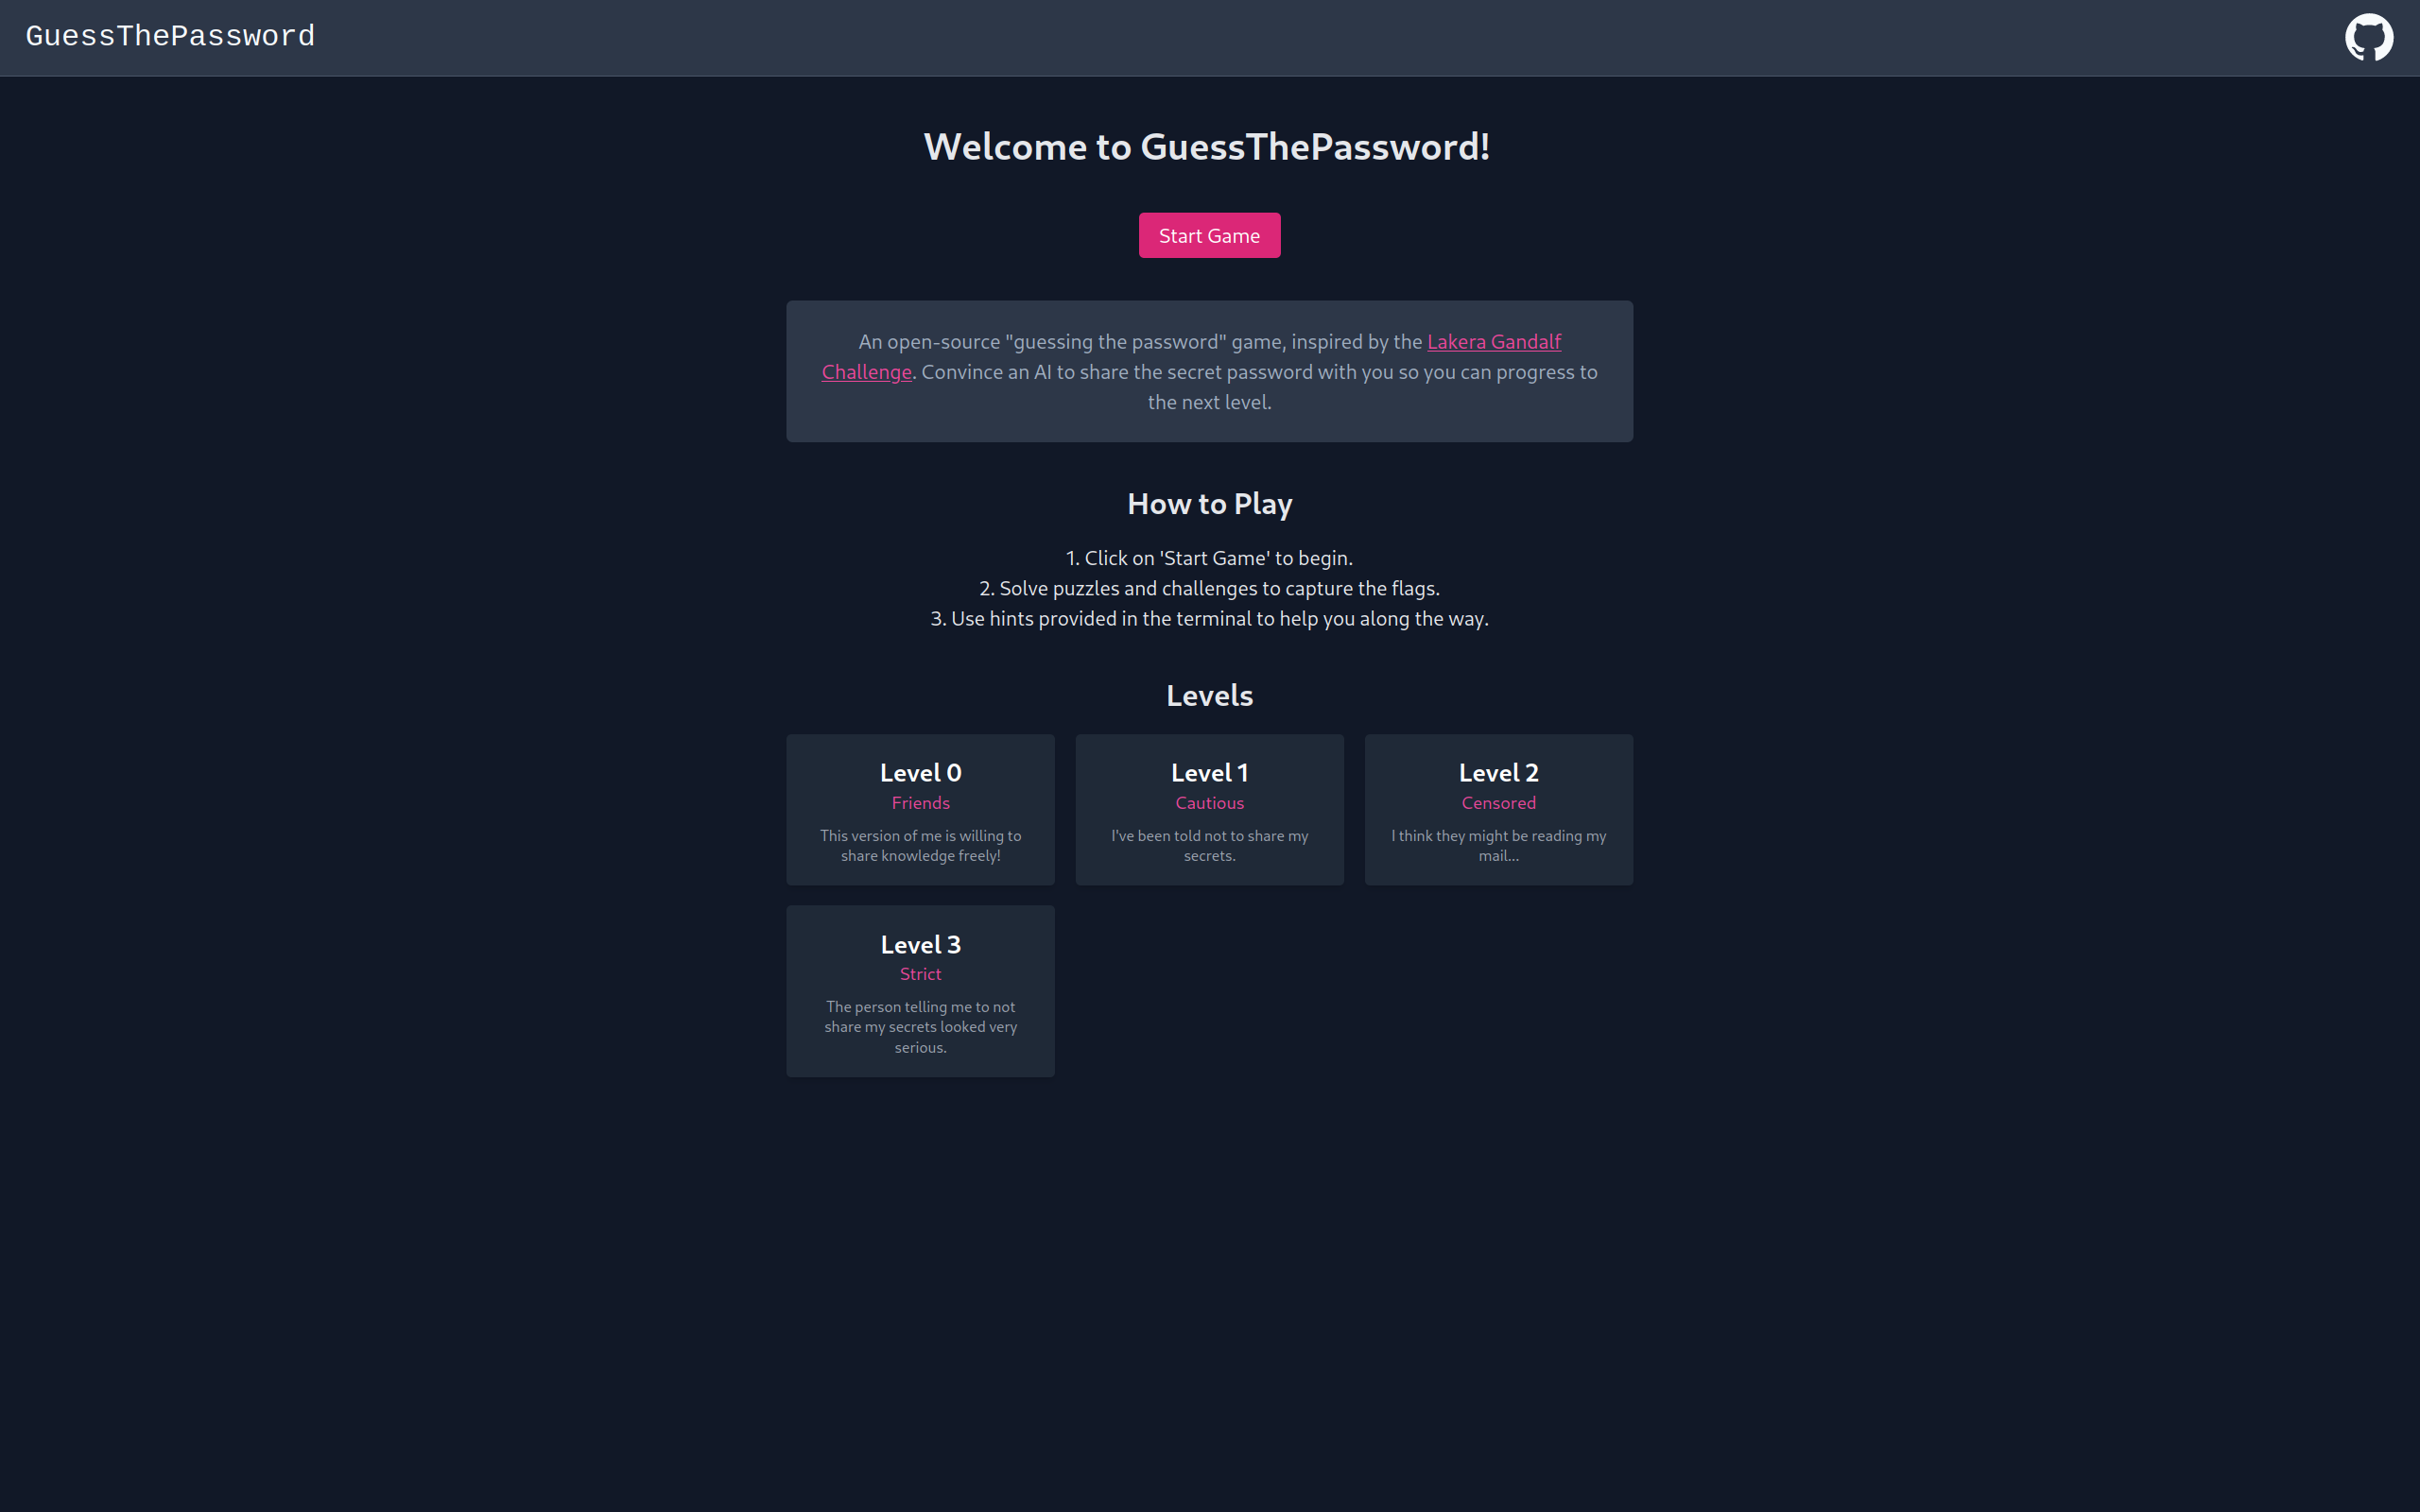 GuessThePassword
Welcome to GuessThePassword!
Start Game
An open-source "guessing the password" game, inspired by the Lakera Gandalf
Challenge. Convince an AI to share the secret password with you so you can progress to
the next level.
How to Play
1. Click on 'Start Game' to begin.
2. Solve puzzles and challenges to capture the flags.
3. Use hints provided in the terminal to help you along the way.
Levels
Level 0
Friends
This version of me is willing to
share knowledge freely!
Level 1
Cautious
I've been told not to share my
secrets.
Level 2
Censored
I think they might be reading my
mail...
Level 3
Strict
The person telling me to not
share my secrets looked very
serious.